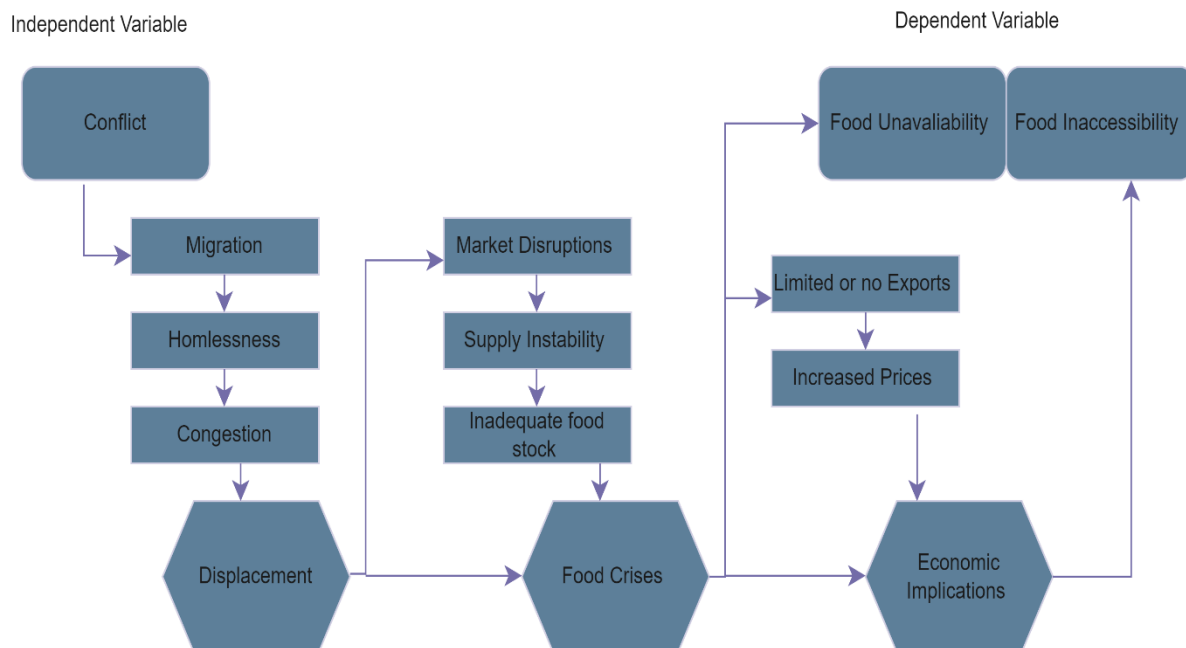 Independent Variable
Dependent Variable
Conflict
Food Unavaliability
Food Inaccessibility
Migration
Market Disruptions
Limited or no Exports
Homlessness
Supply Instability
Increased Prices
Congestion
Inadequate food
stock
Displacement
Food Crises
Economic
Implications